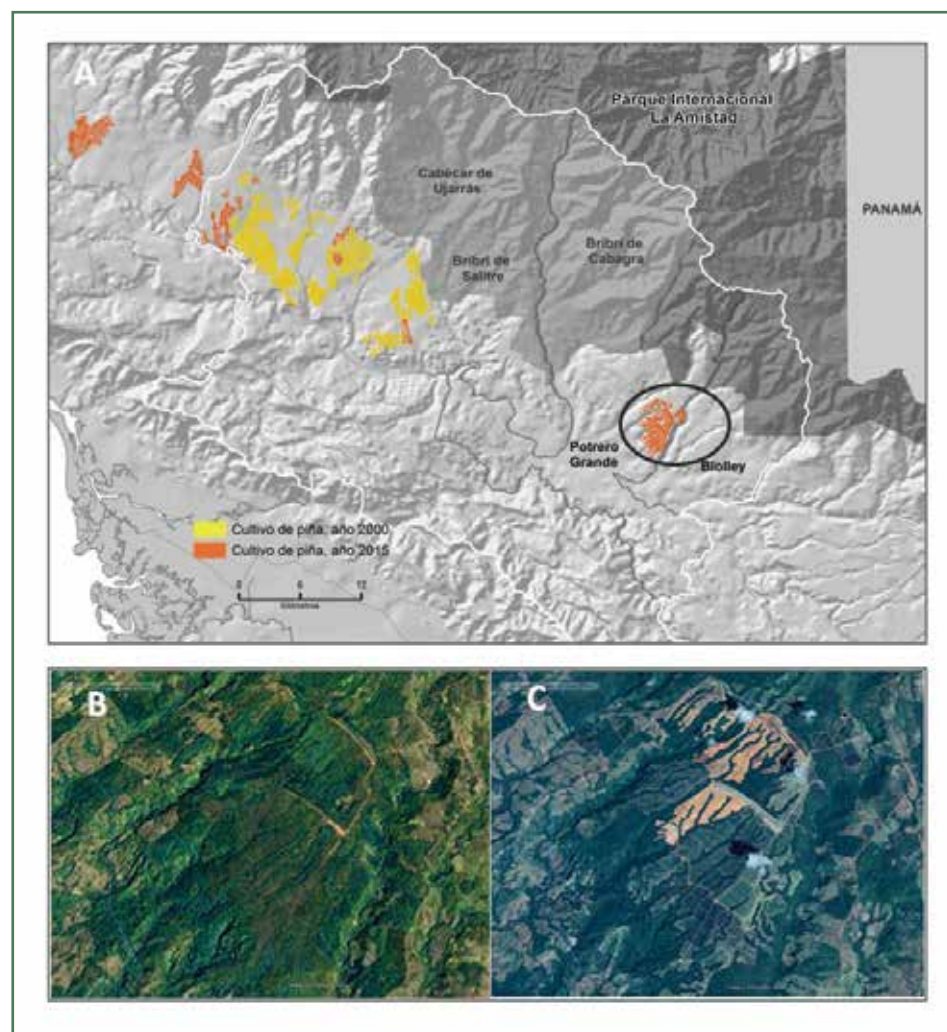 A
Parque Internacional
La Amistad
Cabécar de
Ujarrás
PANAMÁ
Bribri de
Cabagra
Bribri
de Salitre
Potrero
Grande
Biolley
Cultivo de piña, año 2000
Cultivo de piña, año 2015
0 6 12
kilómetros
B
C